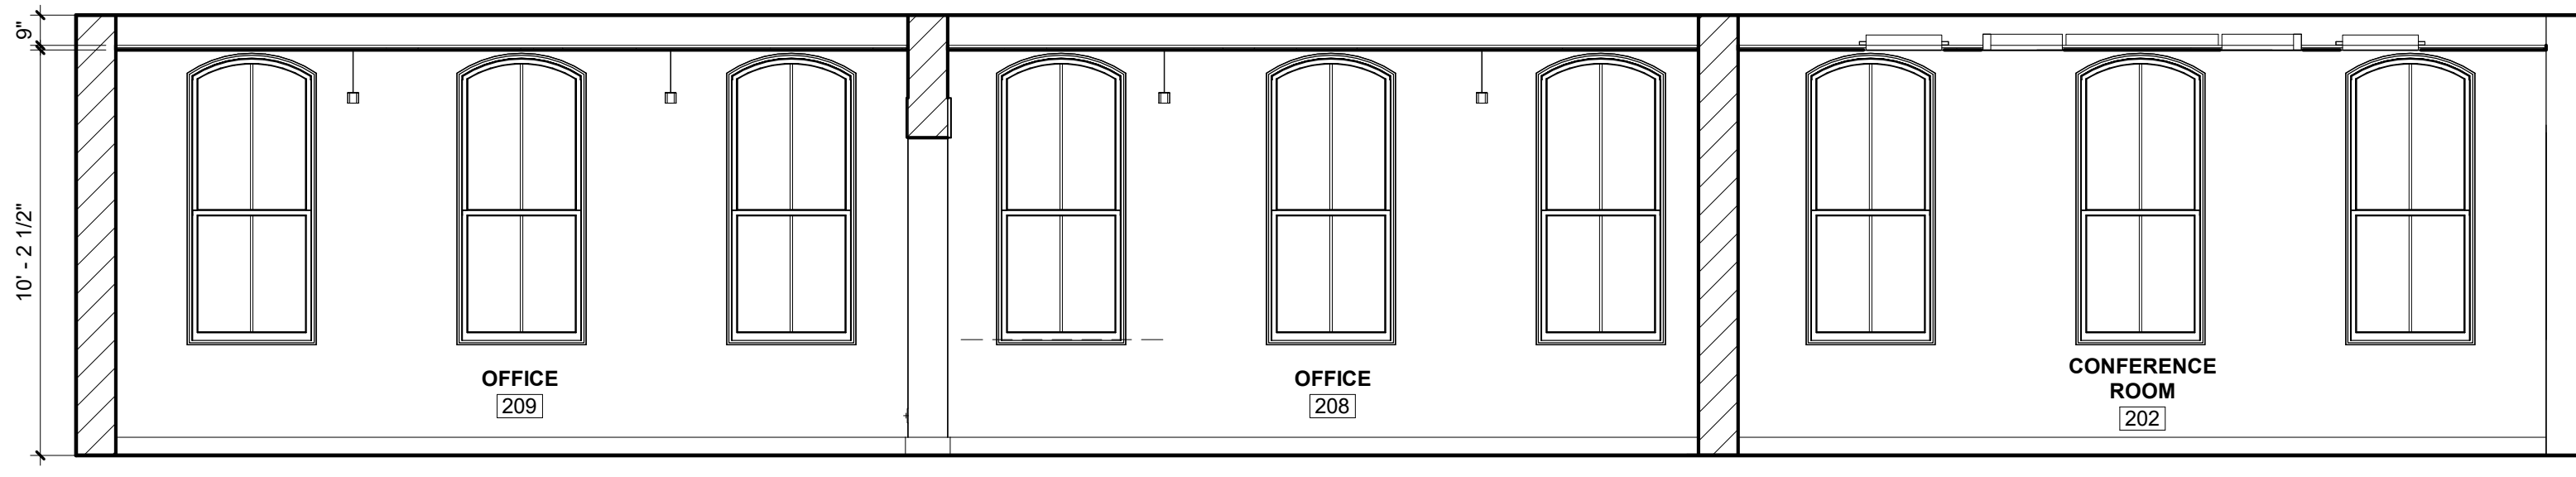 9"
10' - 2 1/2"
OFFICE
209
OFFICE
208
CONFERENCE
ROOM
202